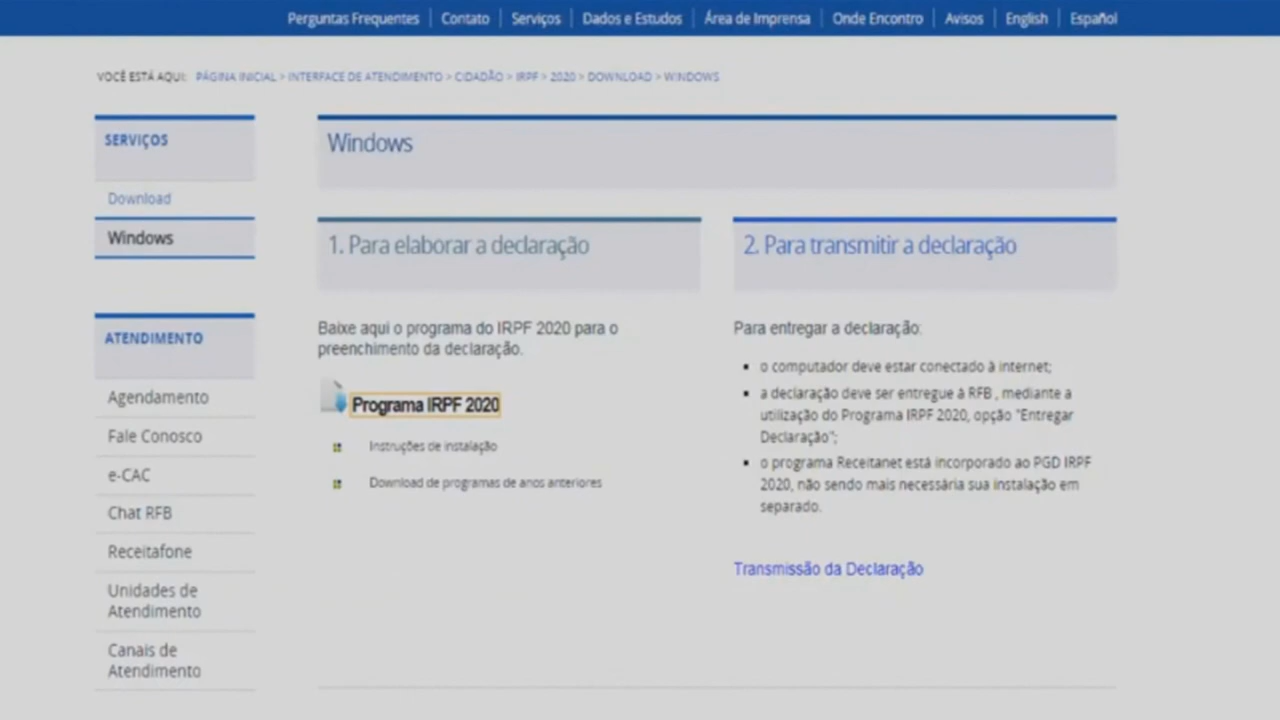 Perguntas Frequentes Contato Serviços Dados e Estudos Área de Imprensa Onde Encontro Avisos English Español
VOCÊ ESTÁ AQUI: PÁGINA INICIAL > INTERFACE DE ATENDIMENTO > CIDADÃO > IRPF > 2020 > DOWNLOAD > WINDOWS
SERVIÇOS
Download
Windows
ATENDIMENTO
Agendamento
Fale Conosco
e-CAC
Chat RFB
Receitafone
Unidades de
Atendimento
Canais de
Atendimento
Windows
1. Para elaborar a declaração
Baixe aqui o programa do IRPF 2020 para o
preenchimento da declaração.
Programa IRPF 2020
Instruções de instalação
Download de programas de anos anteriores
2. Para transmitir a declaração
Para entregar a declaração:
o computador deve estar conectado à internet;
a declaração deve ser entregue à RFB , mediante a
utilização do Programa IRPF 2020, opção "Entregar
Declaração";
o programa Receitanet está incorporado ao PGD IRPF
2020, não sendo mais necessária sua instalação em
separado.
Transmissão da Declaração